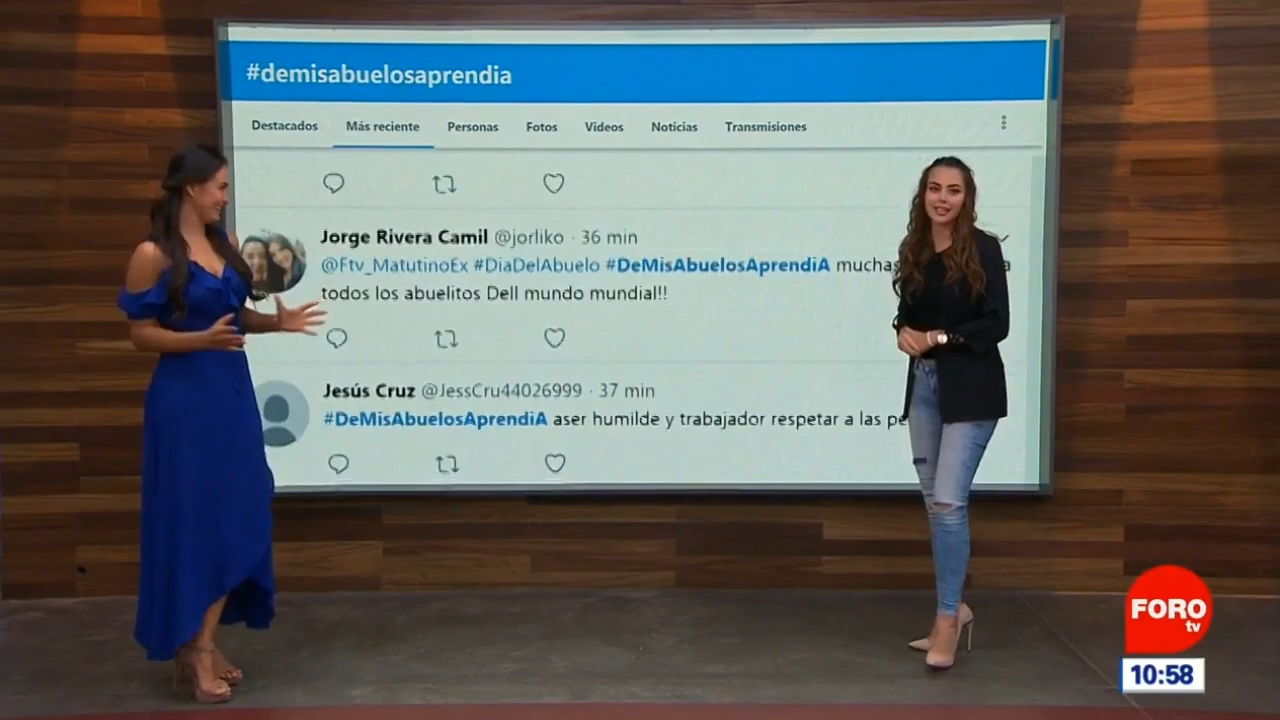 #demisabuelosaprendia
Destacados Más reciente Personas Fotos Videos Noticias Transmisiones
Jorge Rivera Camil @jorliko · 36 min
@Ftv_MatutinoEx #DiaDelAbuelo #DeMisAbuelosAprendiA muchas
todos los abuelitos Dell mundo mundial!!
Jesús Cruz @JessCru44026999 · 37 min
#DeMisAbuelosAprendiA aser humilde y trabajador respetar a las
FORO
tv
10:58